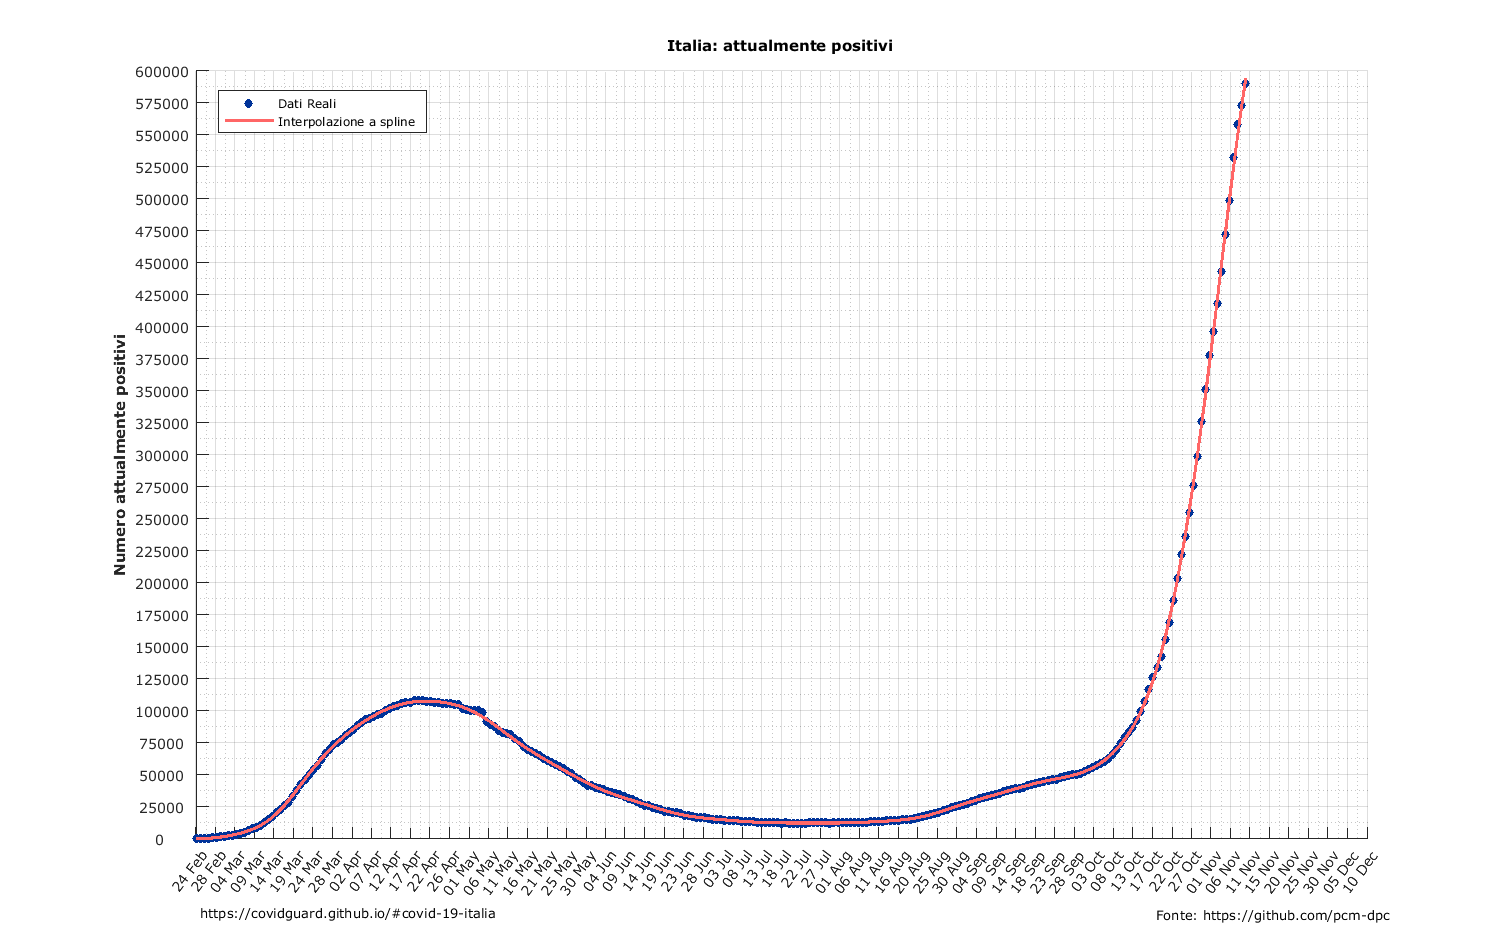 Italia: attualmente positivi
600000
575000
550000
525000
500000
475000
450000
425000
400000
375000
350000
325000
300000
275000
250000
225000
200000
175000
150000
125000
100000
75000
50000
25000
0
Numero attualmente positivi
Dati Reali
Interpolazione a spline
24 Feb
28 Feb
04 Mar
09 Mar
14 Mar
19 Mar
24 Mar
28 Mar
02 Apr
07 Apr
12 Apr
17 Apr
22 Apr
26 Apr
01 May
06 May
11 May
16 May
21 May
25 May
30 May
04 Jun
09 Jun
14 Jun
19 Jun
23 Jun
28 Jun
03 Jul
08 Jul
13 Jul
18 Jul
22 Jul
27 Jul
01 Aug
06 Aug
11 Aug
16 Aug
20 Aug
25 Aug
30 Aug
04 Sep
09 Sep
14 Sep
18 Sep
23 Sep
28 Sep
03 Oct
08 Oct
13 Oct
17 Oct
22 Oct
27 Oct
01 Nov
06 Nov
11 Nov
15 Nov
20 Nov
25 Nov
30 Nov
05 Dec
10 Dec
https://covidguard.github.io/#covid-19-italia
Fonte: https://github.com/pcm-dpc